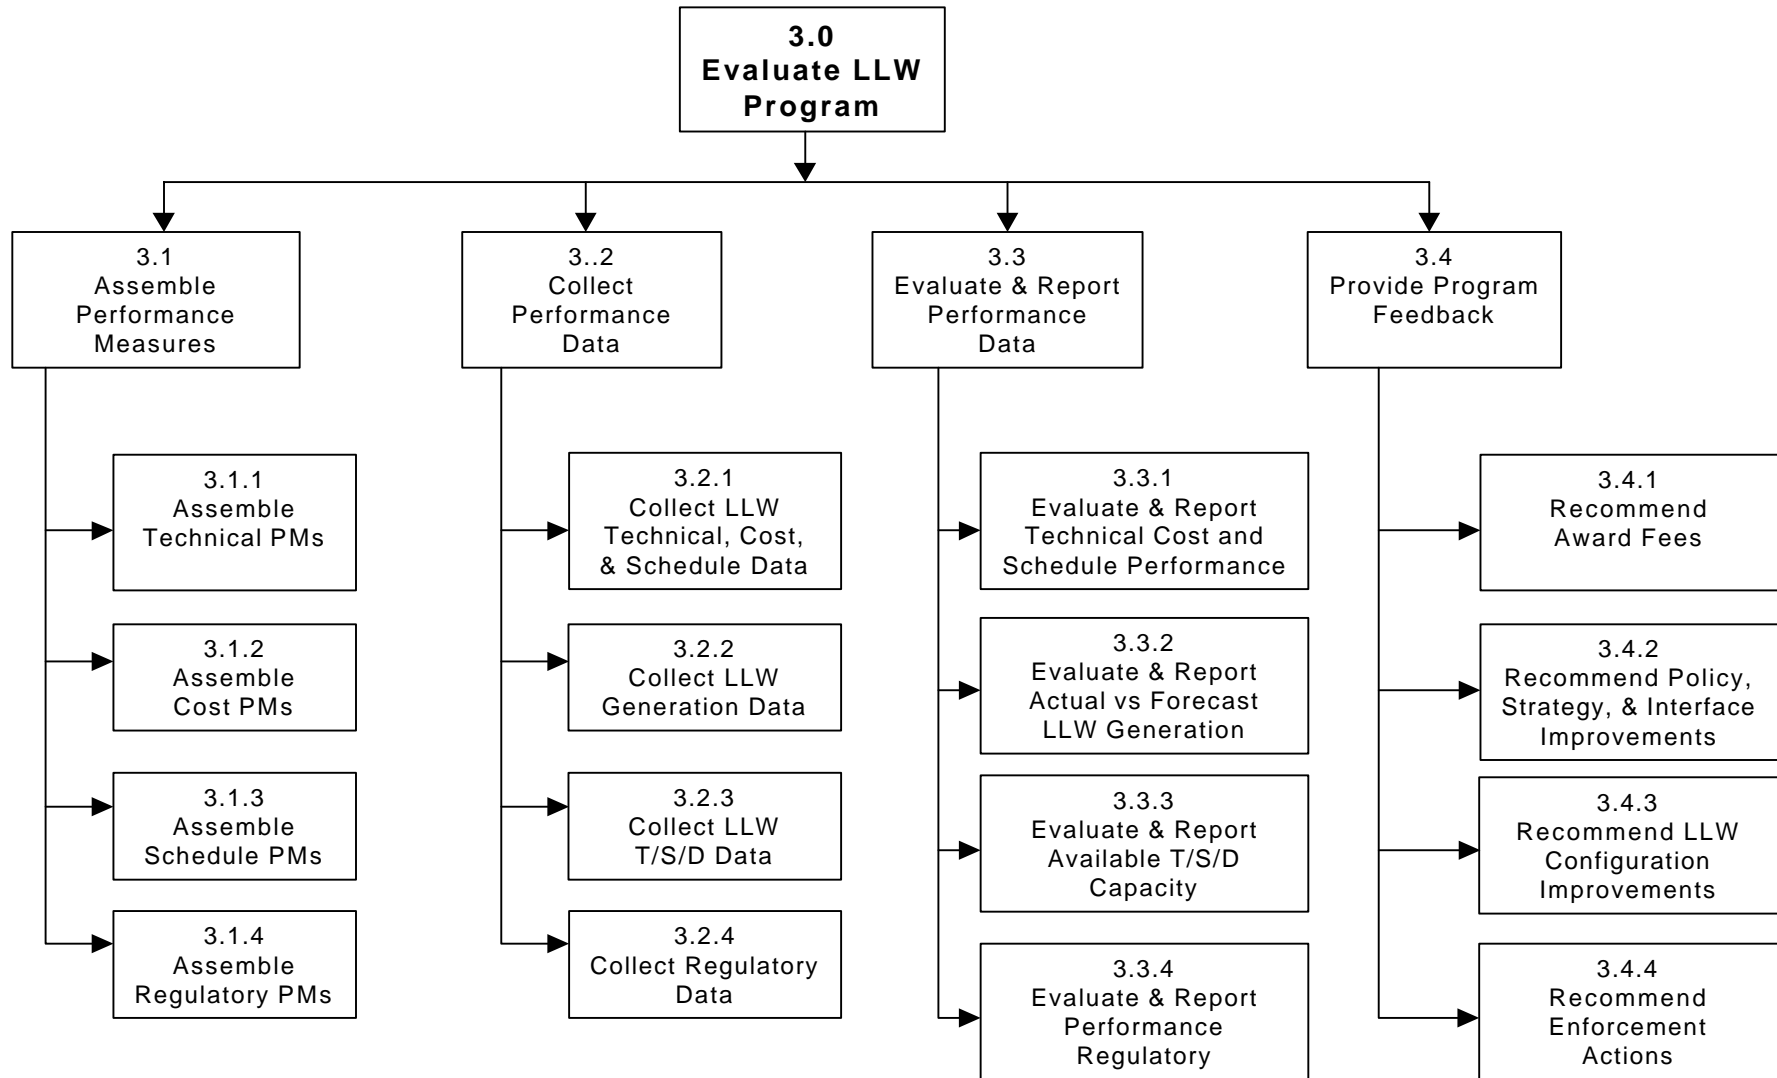 3.0
Evaluate LLW
Program
3.1
Assemble
Performance
Measures
3..2
Collect
Performance
Data
3.3
Evaluate & Report
Performance
Data
3.4
Provide Program
Feedback
3.1.1
Assemble
Technical PMs
3.1.2
Assemble
Cost PMs
3.1.3
Assemble
Schedule PMs
3.1.4
Assemble
Regulatory PMs
3.2.1
Collect LLW
Technical, Cost,
& Schedule Data
3.2.2
Collect LLW
Generation Data
3.2.3
Collect LLW
T/S/D Data
3.2.4
Collect Regulatory
Data
3.3.1
Evaluate & Report
Technical Cost and
Schedule Performance
3.3.2
Evaluate & Report
Actual vs Forecast
LLW Generation
3.3.3
Evaluate & Report
Available T/S/D
Capacity
3.3.4
Evaluate & Report
Performance
Regulatory
3.4.1
Recommend
Award Fees
3.4.2
Recommend Policy,
Strategy, & Interface
Improvements
3.4.3
Recommend LLW
Configuration
Improvements
3.4.4
Recommend
Enforcement
Actions